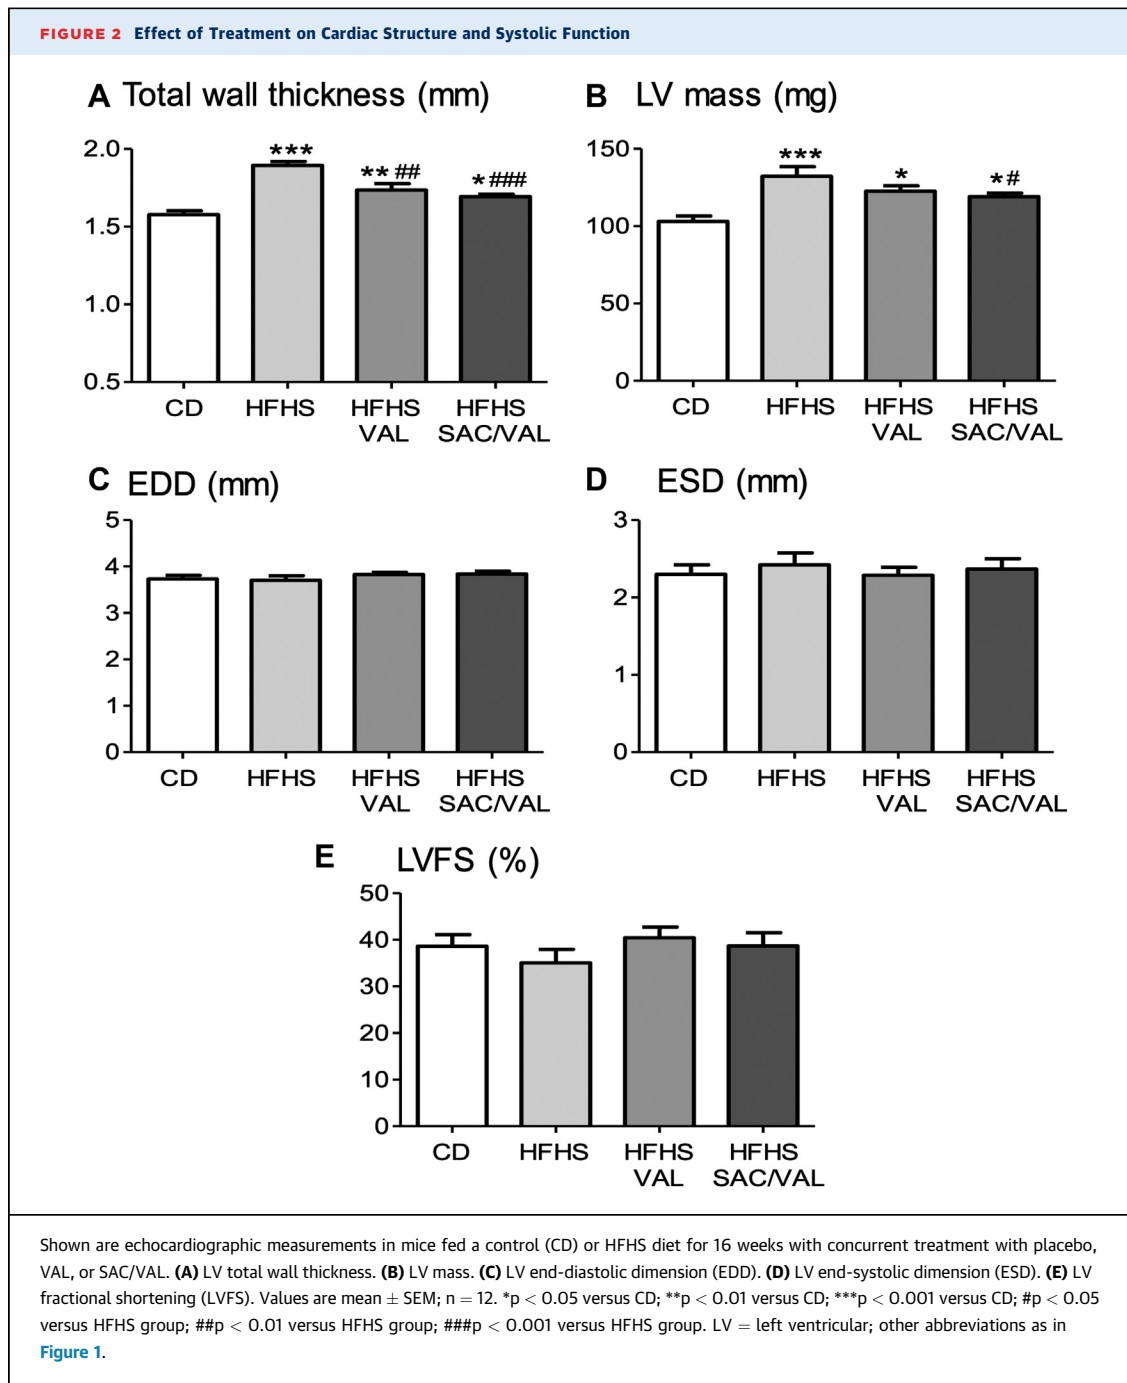 FIGURE 2 Effect of Treatment on Cardiac Structure and Systolic Function
A Total wall thickness (mm)
2.0
1.5
1.0
0.5
***
** ##
* ###
CD
HFHS
HFHS
VAL
HFHS
SAC/VAL
B LV mass (mg)
150
100
50
0
***
*
* #
CD
HFHS
HFHS
VAL
HFHS
SAC/VAL
C EDD (mm)
5
4
3
2
1
0
CD
HFHS
HFHS
VAL
HFHS
SAC/VAL
D ESD (mm)
3
2
1
0
CD
HFHS
HFHS
VAL
HFHS
SAC/VAL
E LVFS (%)
50
40
30
20
10
0
CD
HFHS
HFHS
VAL
HFHS
SAC/VAL
Shown are echocardiographic measurements in mice fed a control (CD) or HFHS diet for 16 weeks with concurrent treatment with placebo,
VAL, or SAC/VAL. (A) LV total wall thickness. (B) LV mass. (C) LV end-diastolic dimension (EDD). (D) LV end-systolic dimension (ESD). (E) LV
fractional shortening (LVFS). Values are mean ± SEM; n = 12. *p < 0.05 versus CD; **p < 0.01 versus CD; ***p < 0.001 versus CD; #p < 0.05
versus HFHS group; ##p < 0.01 versus HFHS group; ###p < 0.001 versus HFHS group. LV = left ventricular; other abbreviations as in
Figure 1.